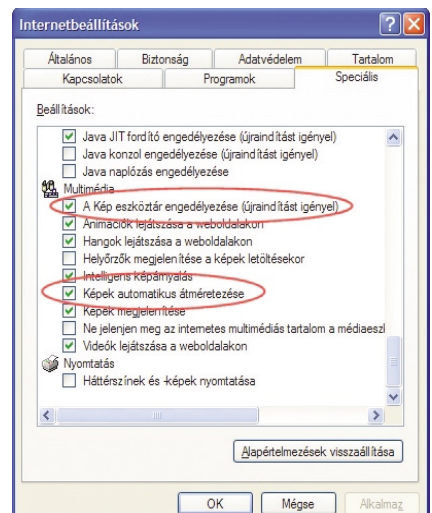 Internetbeállítások
Általános Biztonság Adatvédelem Tartalom
Kapcsolatok Programok Speciális
Beállítások:
Java JIT fordító engedélyezése (újraindítást igényel)
Java konzol engedélyezése (újraindítást igényel)
Java naplózás engedélyezése
Multimédia
A Kép eszköztár engedélyezése (újraindítást igényel)
Animációk lejátszása a weboldalakon
Hangok lejátszása a weboldalakon
Helyőrzők megjelenítése a képek letöltésekor
Intelligens képárnyalás
Képek automatikus átméretezése
Képek megjelenítése
Ne jelenjen meg az internetes multimédiás tartalom a médiaeszl
Videók lejátszása a weboldalakon
Nyomtatás
Háttérszínek és -képek nyomtatása
Alapértelmezések visszaállítása
OK Mégse Alkalmaz